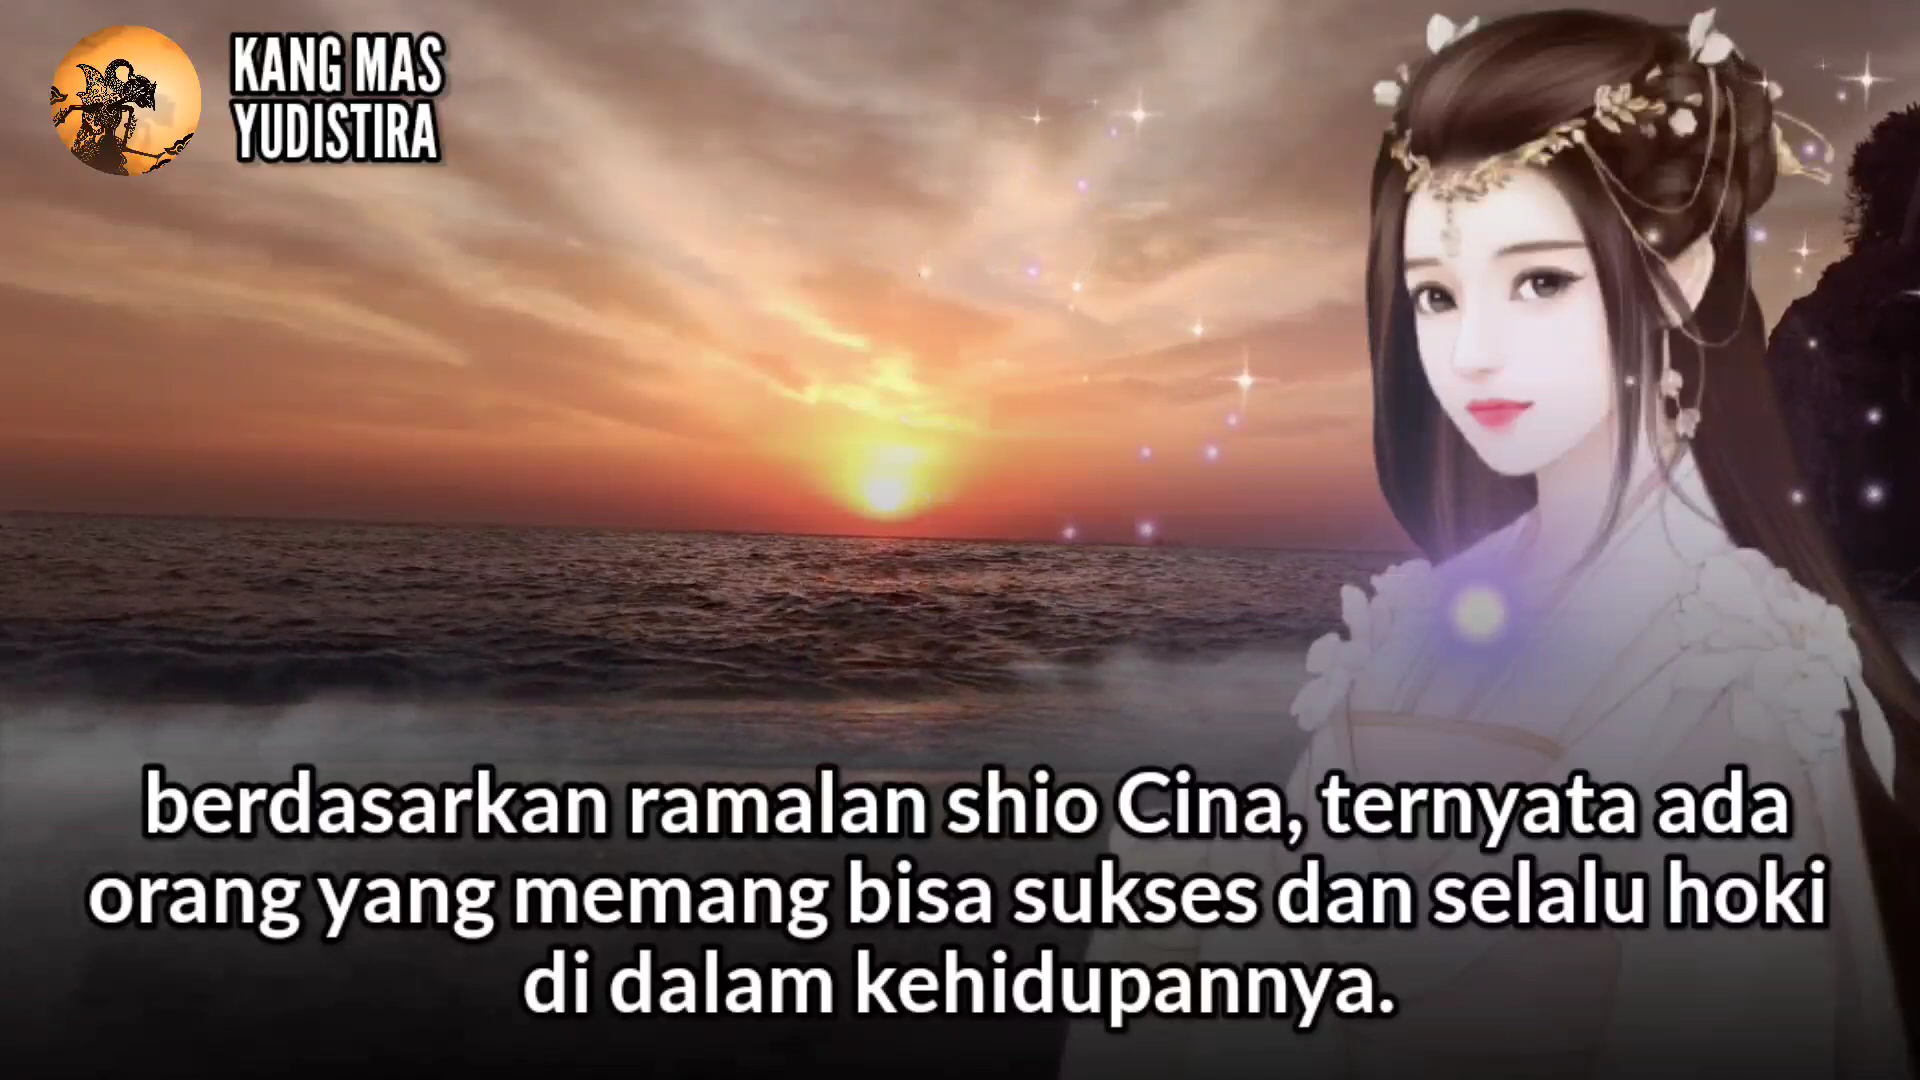 KANG MAS
YUDISTIRA
berdasarkan ramalan shio Cina, ternyata ada
orang yang memang bisa sukses dan selalu hoki
di dalam kehidupannya.